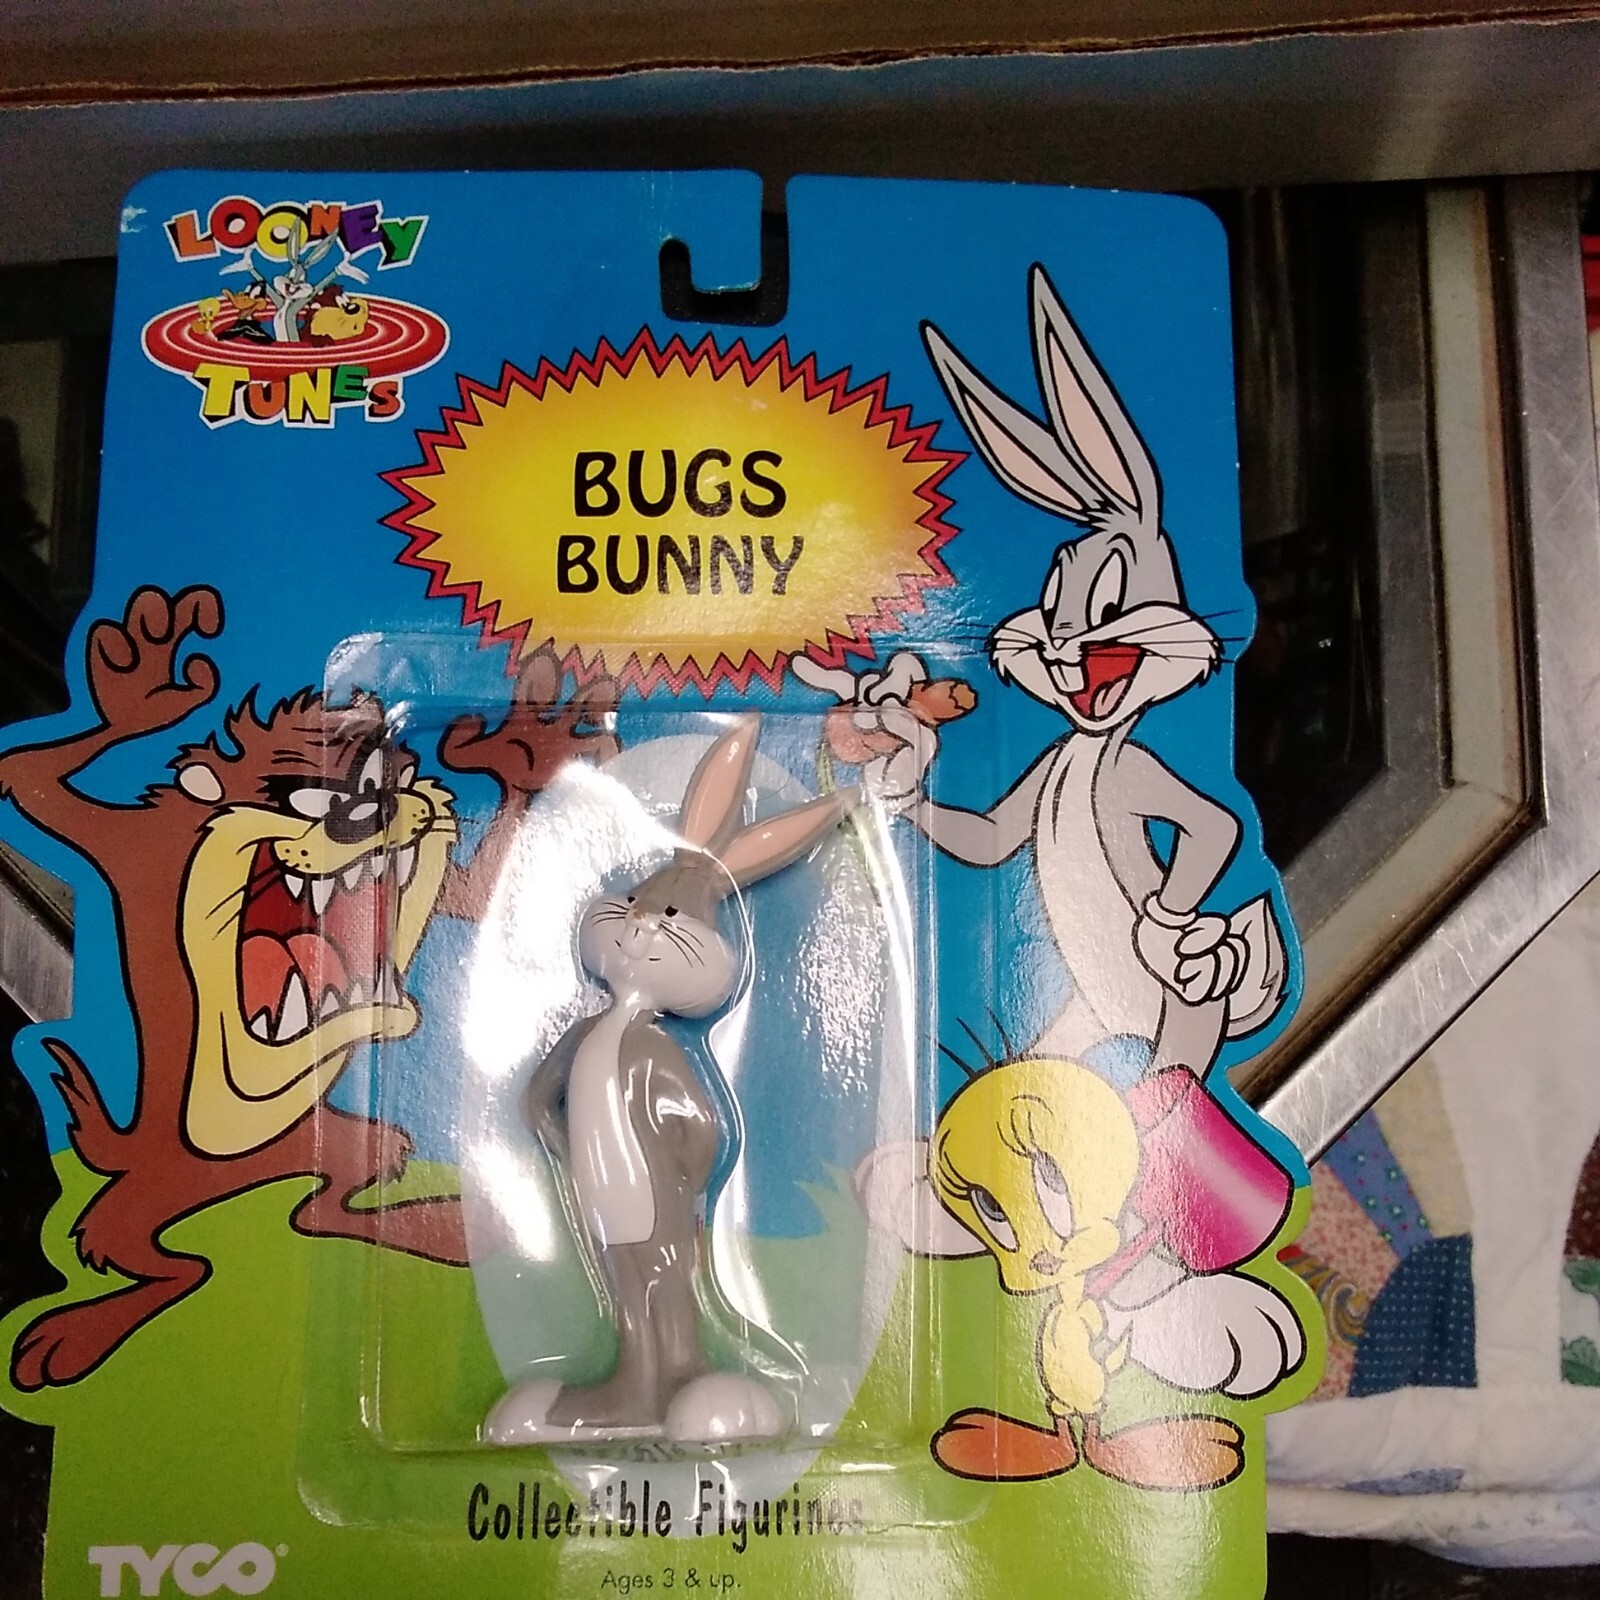 LOONEY
TUNES
BUGS
BUNNY
Collectible Figurines
TYCO®
Ages 3 & up.